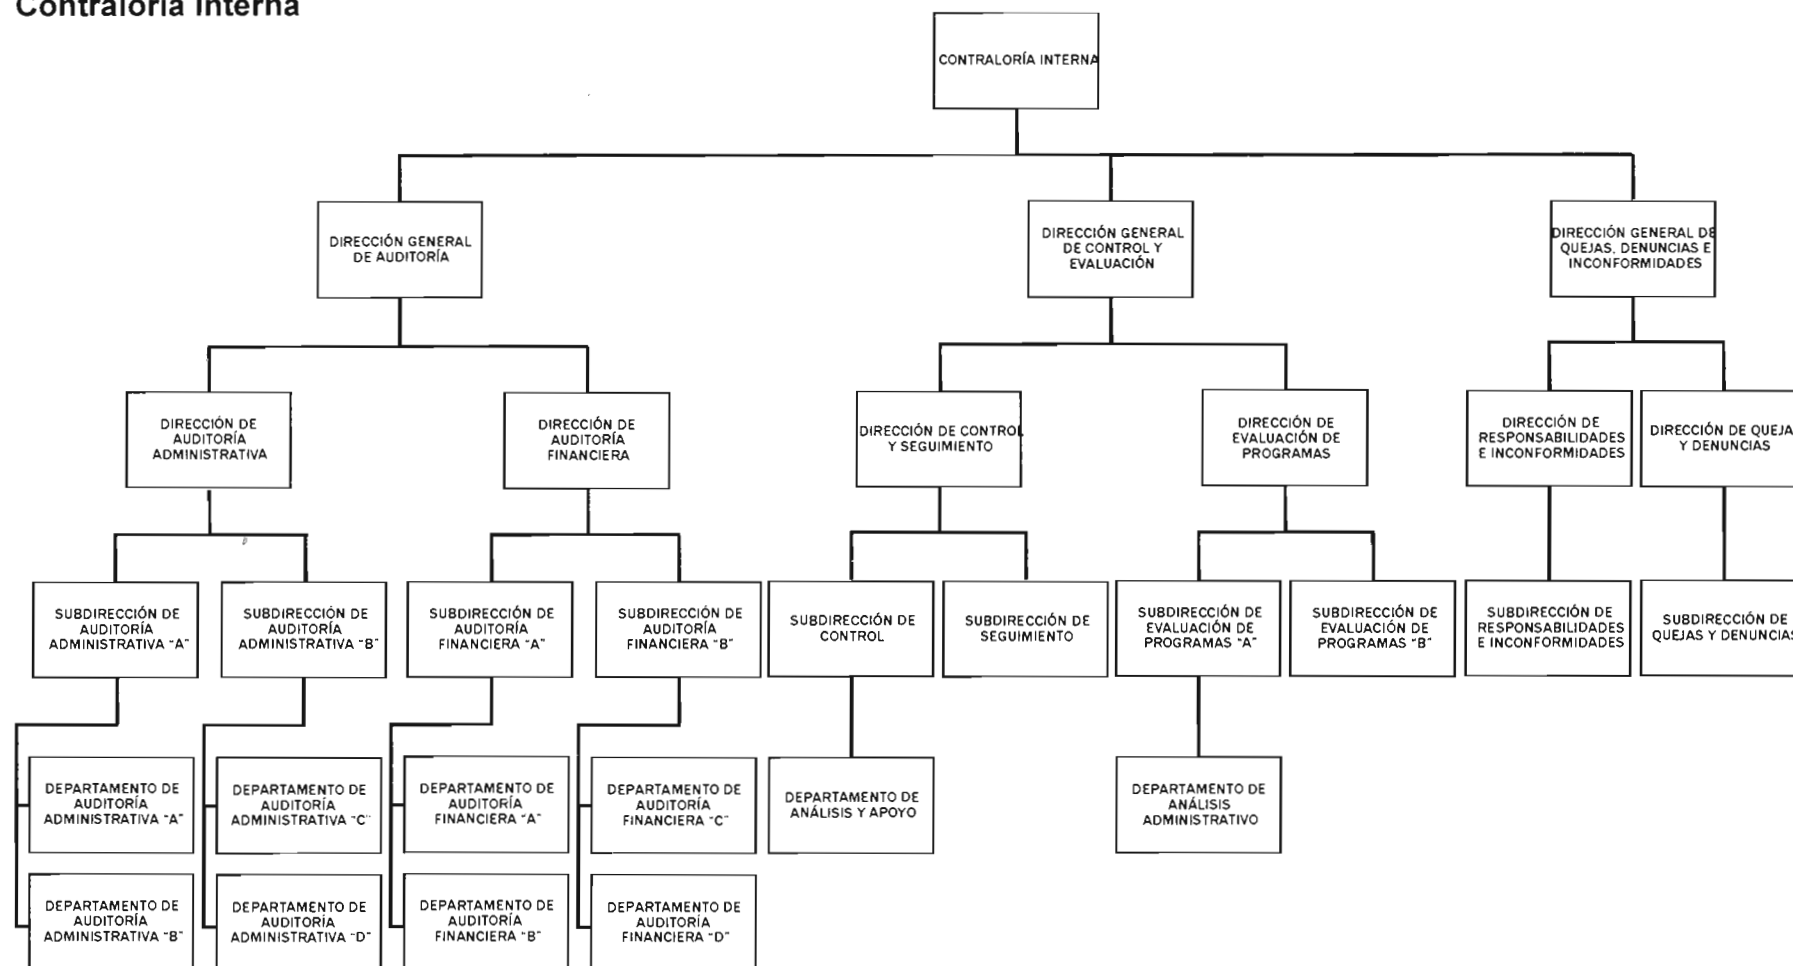 Contraloría Interna
CONTRALORÍA INTERNA
DIRECCIÓN GENERAL
DE AUDITORÍA
DIRECCIÓN GENERAL
DE CONTROL Y
EVALUACIÓN
DIRECCIÓN GENERAL DE
QUEJAS, DENUNCIAS E
INCONFORMIDADES
DIRECCIÓN DE
AUDITORÍA
ADMINISTRATIVA
DIRECCIÓN DE
AUDITORÍA
FINANCIERA
DIRECCIÓN DE CONTROL
Y SEGUIMIENTO
DIRECCIÓN DE
EVALUACIÓN DE
PROGRAMAS
DIRECCIÓN DE
RESPONSABILIDADES
E INCONFORMIDADES
DIRECCIÓN DE QUEJA
Y DENUNCIAS
SUBDIRECCIÓN DE
AUDITORÍA
ADMINISTRATIVA "A"
SUBDIRECCIÓN DE
AUDITORÍA
ADMINISTRATIVA "B"
SUBDIRECCIÓN DE
AUDITORÍA
FINANCIERA "A"
SUBDIRECCIÓN DE
AUDITORÍA
FINANCIERA "B"
SUBDIRECCIÓN DE
CONTROL
SUBDIRECCIÓN DE
SEGUIMIENTO
SUBDIRECCIÓN DE
EVALUACIÓN DE
PROGRAMAS "A"
SUBDIRECCIÓN DE
EVALUACIÓN DE
PROGRAMAS "B"
SUBDIRECCIÓN DE
RESPONSABILIDADES
E INCONFORMIDADES
SUBDIRECCIÓN DE
QUEJAS Y DENUNCIAS
DEPARTAMENTO DE
AUDITORÍA
ADMINISTRATIVA "A"
DEPARTAMENTO DE
AUDITORÍA
ADMINISTRATIVA "C"
DEPARTAMENTO DE
AUDITORÍA
FINANCIERA "A"
DEPARTAMENTO DE
AUDITORÍA
FINANCIERA "C"
DEPARTAMENTO DE
ANÁLISIS Y APOYO
DEPARTAMENTO DE
ANÁLISIS
ADMINISTRATIVO
DEPARTAMENTO DE
AUDITORÍA
ADMINISTRATIVA "B"
DEPARTAMENTO DE
AUDITORÍA
ADMINISTRATIVA "D"
DEPARTAMENTO DE
AUDITORÍA
FINANCIERA "B"
DEPARTAMENTO DE
AUDITORÍA
FINANCIERA "D"